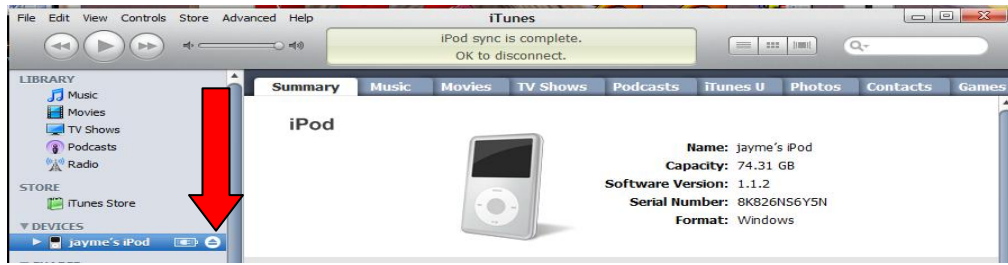 File Edit View Controls Store Advanced Help
iTunes
iPod sync is complete.
OK to disconnect.
LIBRARY
Music
Movies
TV Shows
Podcasts
Radio
STORE
iTunes Store
DEVICES
jayme's iPod
Summary Music Movies TV Shows Podcasts iTunes U Photos Contacts Games
iPod
Name: jayme's iPod
Capacity: 74.31 GB
Software Version: 1.1.2
Serial Number: 8K826NS6Y5N
Format: Windows